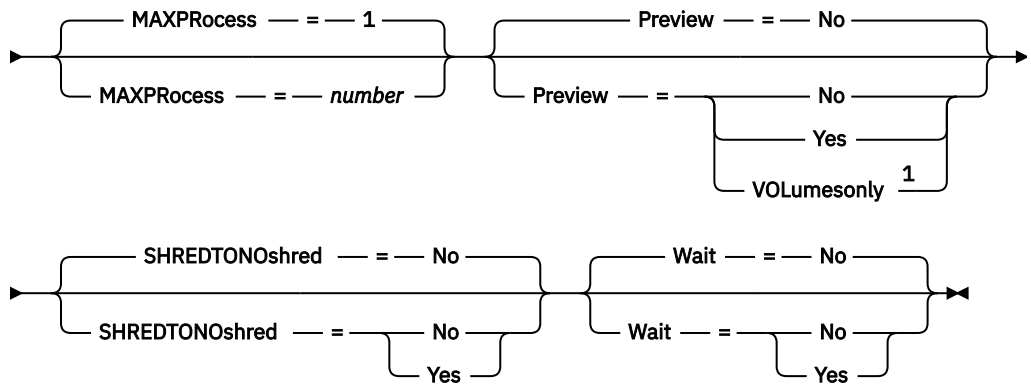 MAXPRocess = 1
Preview = No
MAXPRocess = number
Preview = No
Yes
VOLumesonly 1
SHREDTONOshred = No
Wait = No
SHREDTONOshred = No
Yes
Wait = No
Yes